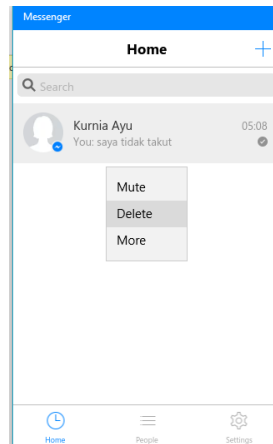 Messenger
Home
Search
Kurnia Ayu 05:08
You: saya tidak takut
Mute
Delete
More
Home People Settings